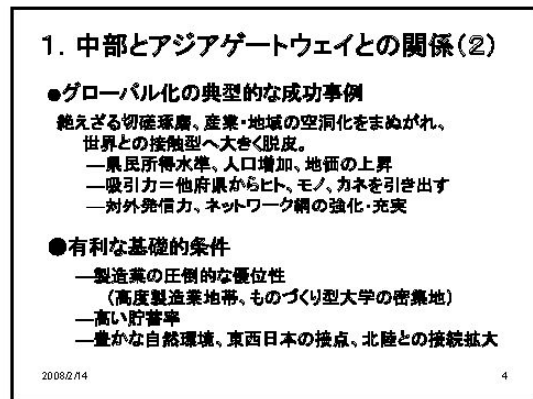 1. 中部とアジアゲートウェイとの関係(②)
●グローバル化の典型的な成功事例
絶えざる切磋琢磨、産業・地域の空洞化をまぬがれ、
世界との接触型へ大きく脱皮。
―県民所得水準、人口増加、地価の上昇
―吸引力=他府県からヒト、モノ、カネを引き出す
―対外発信力、ネットワーク網の強化・充実
●有利な基礎的条件
―製造業の圧倒的な優位性
(高度製造業地帯、ものづくり型大学の密集地)
―高い貯蓄率
―豊かな自然環境、東西日本の接点、北陸との接続拡大
2008/2/14
4